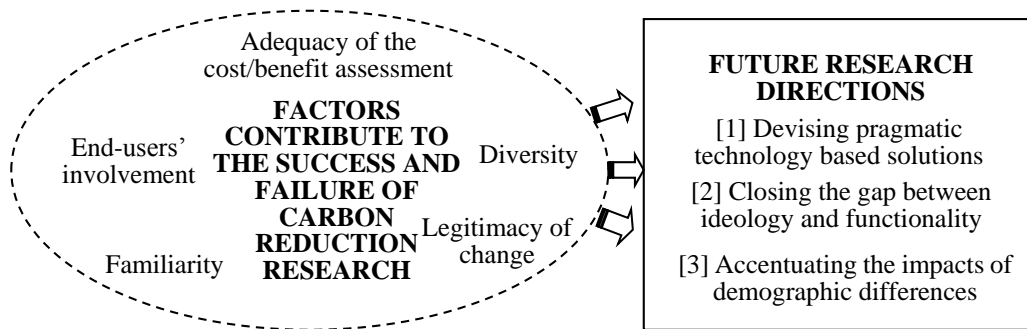 Adequacy of the
cost/benefit assessment
FACTORS
CONTRIBUTE TO
THE SUCCESS AND
FAILURE OF
CARBON
REDUCTION
RESEARCH
End-users’
involvement
Diversity
Familiarity
Legitimacy of
change
FUTURE RESEARCH
DIRECTIONS
[1] Devising pragmatic
technology based solutions
[2] Closing the gap between
ideology and functionality
[3] Accentuating the impacts of
demographic differences